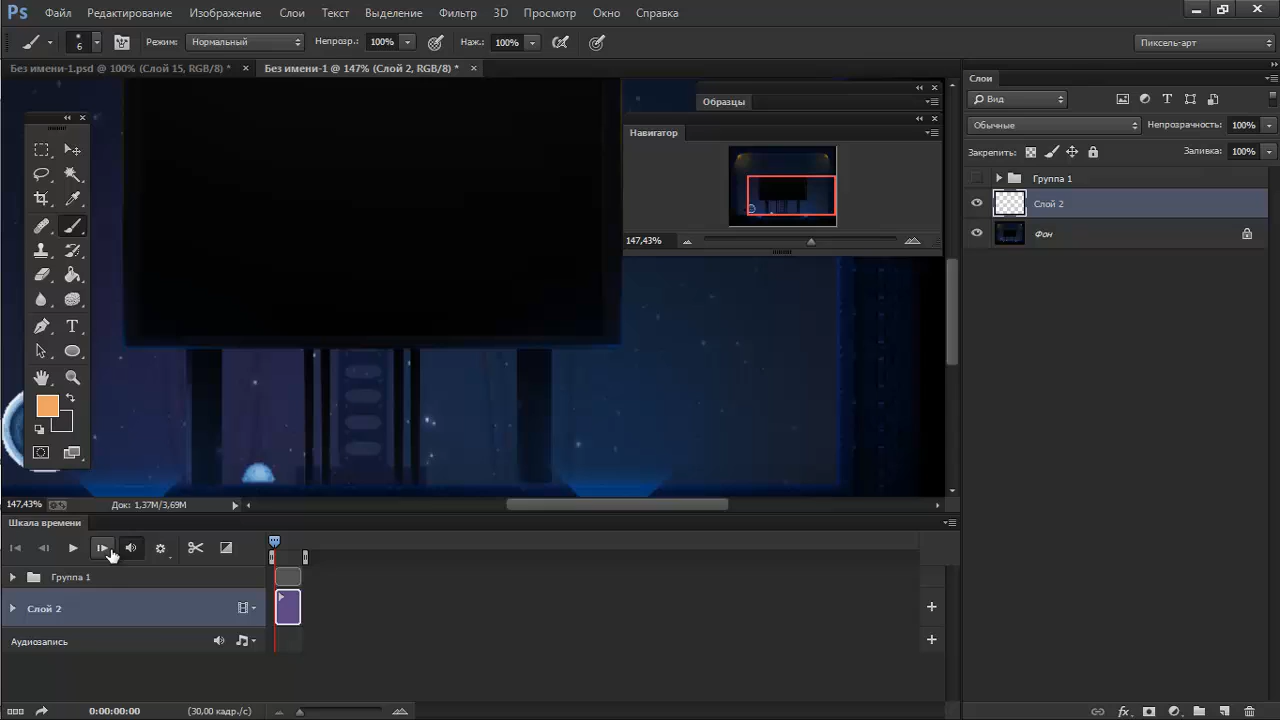 Ps Файл Редактирование Изображение Слои Текст Выделение Фильтр 3D Просмотр Окно Справка
6 Режим: Нормальный Непрозр.: 100% Наж.: 100% Пиксель-арт
Без имени-1.psd @ 100% (Слой 15, RGB/8) * × Без имени-1 @ 147% (Слой 2, RGB/8) * ×
Образцы
Навигатор
147,43%
Слои
Вид
Обычные Непрозрачность: 100%
Закрепить: Заливка: 100%
Группа 1
Слой 2
Фон
147,43% Док: 1,37M/3,69M
Шкала времени
Группа 1
Слой 2
Аудиозапись
0:00:00:00 (30,00 кадр./с)